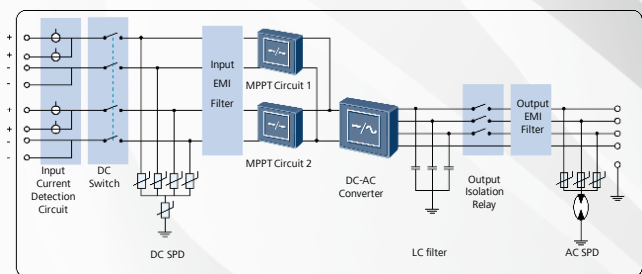 +
+
-
-
+
+
-
-
Input
EMI
Filter
MPPT Circuit 1
MPPT Circuit 2
Input
Current
Detection
Circuit
DC
Switch
DC SPD
DC-AC
Converter
LC filter
Output
Isolation
Relay
Output
EMI
Filter
AC SPD